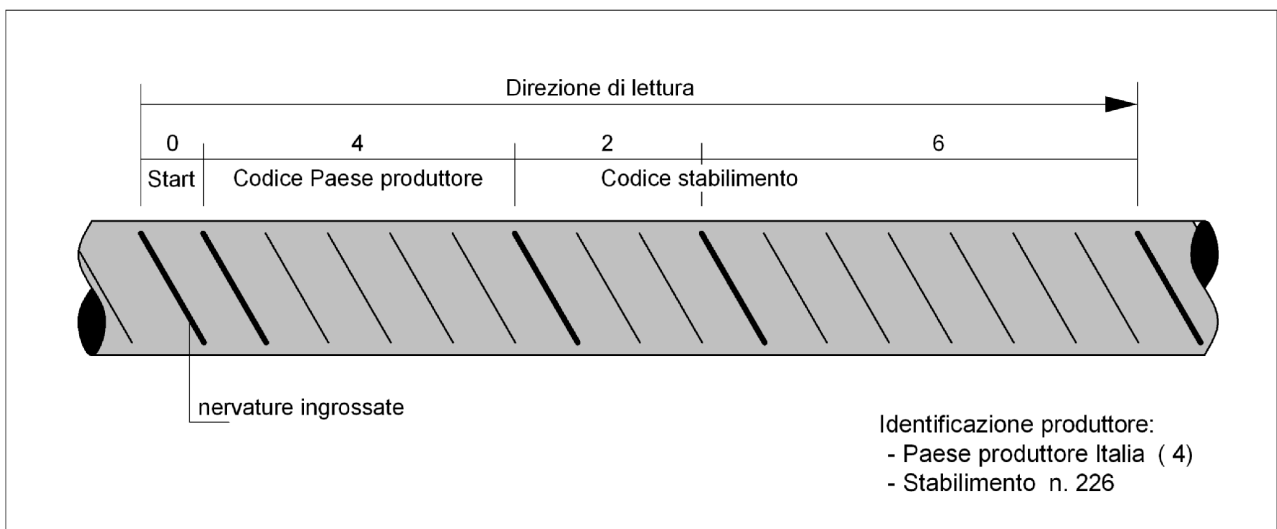 Direzione di lettura
0 4 2 6
Start Codice Paese produttore Codice stabilimento
nervature ingrossate
Identificazione produttore:
- Paese produttore Italia ( 4)
- Stabilimento n. 226